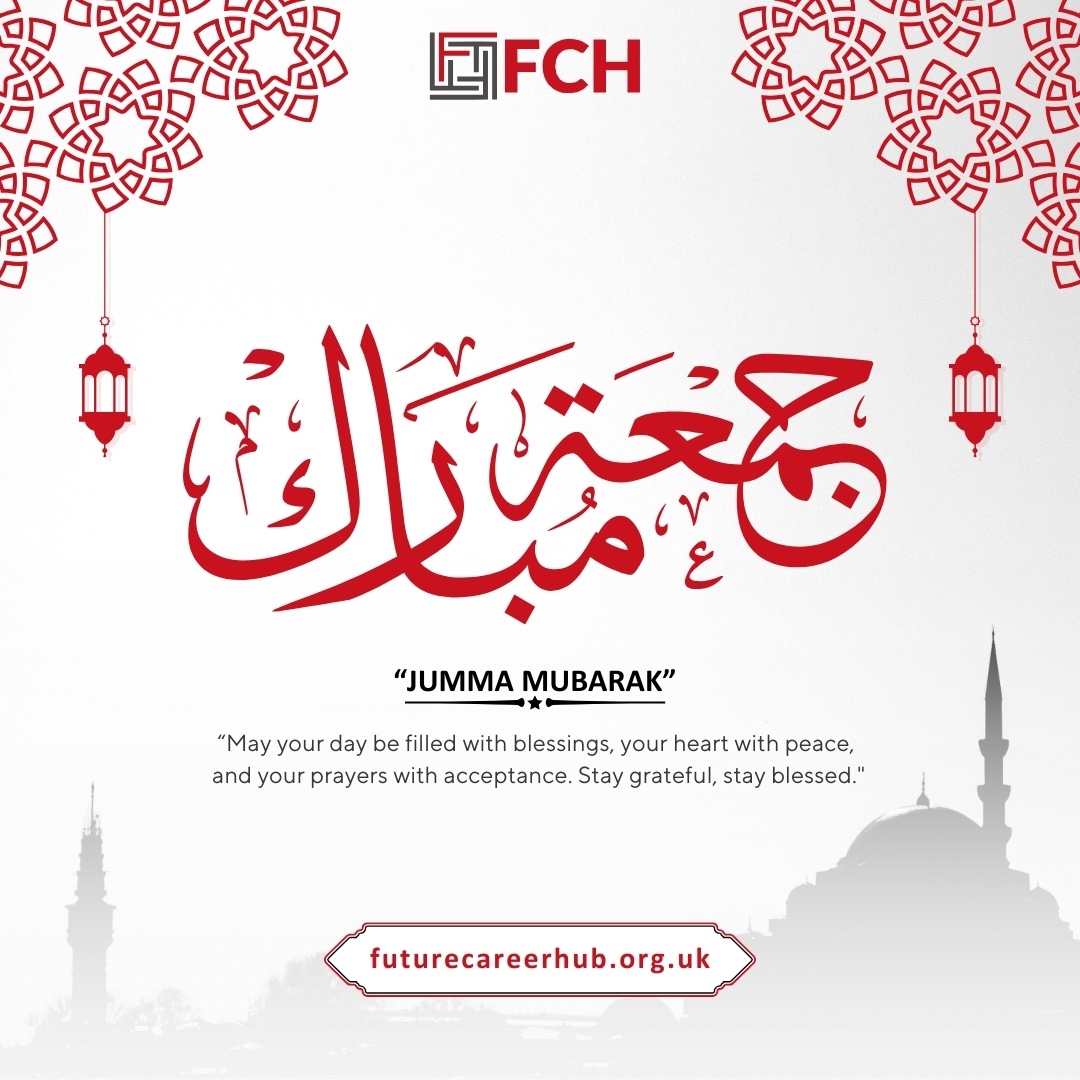 FCH
جمعة مُبارك
“JUMMA MUBARAK”
“May your day be filled with blessings, your heart with peace,
and your prayers with acceptance. Stay grateful, stay blessed."
futurecareerhub.org.uk